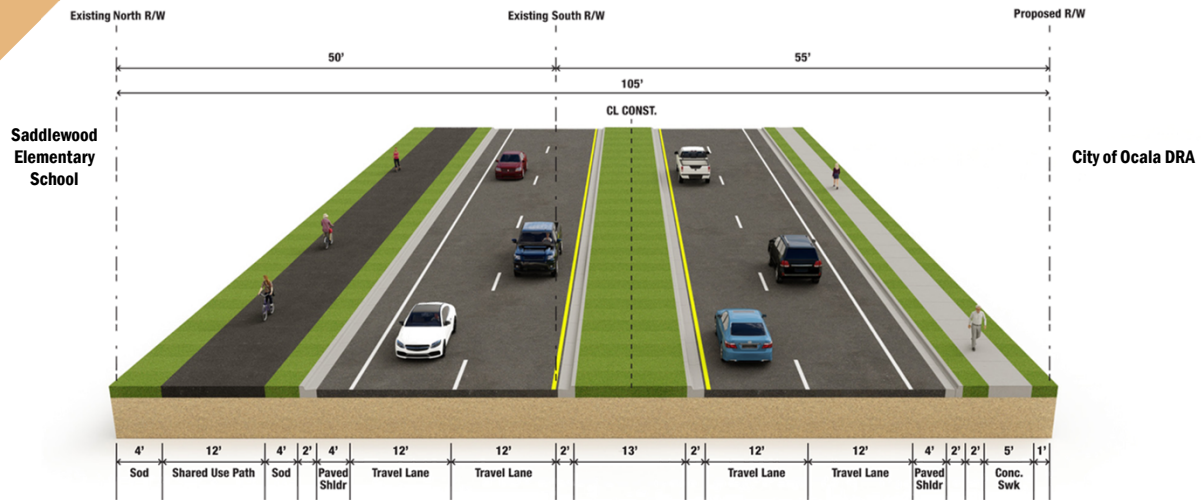 Existing North R/W
Existing South R/W
Proposed R/W
50'
55'
105'
CL CONST.
Saddlewood
Elementary
School
City of Ocala DRA
4'
12'
4'
2'
4'
12'
12'
2'
13'
2'
12'
12'
4'
2'
2'
5'
1'
Sod
Shared Use Path
Sod
Paved
Shldr
Travel Lane
Travel Lane
Travel Lane
Travel Lane
Paved
Shldr
Conc.
Swk